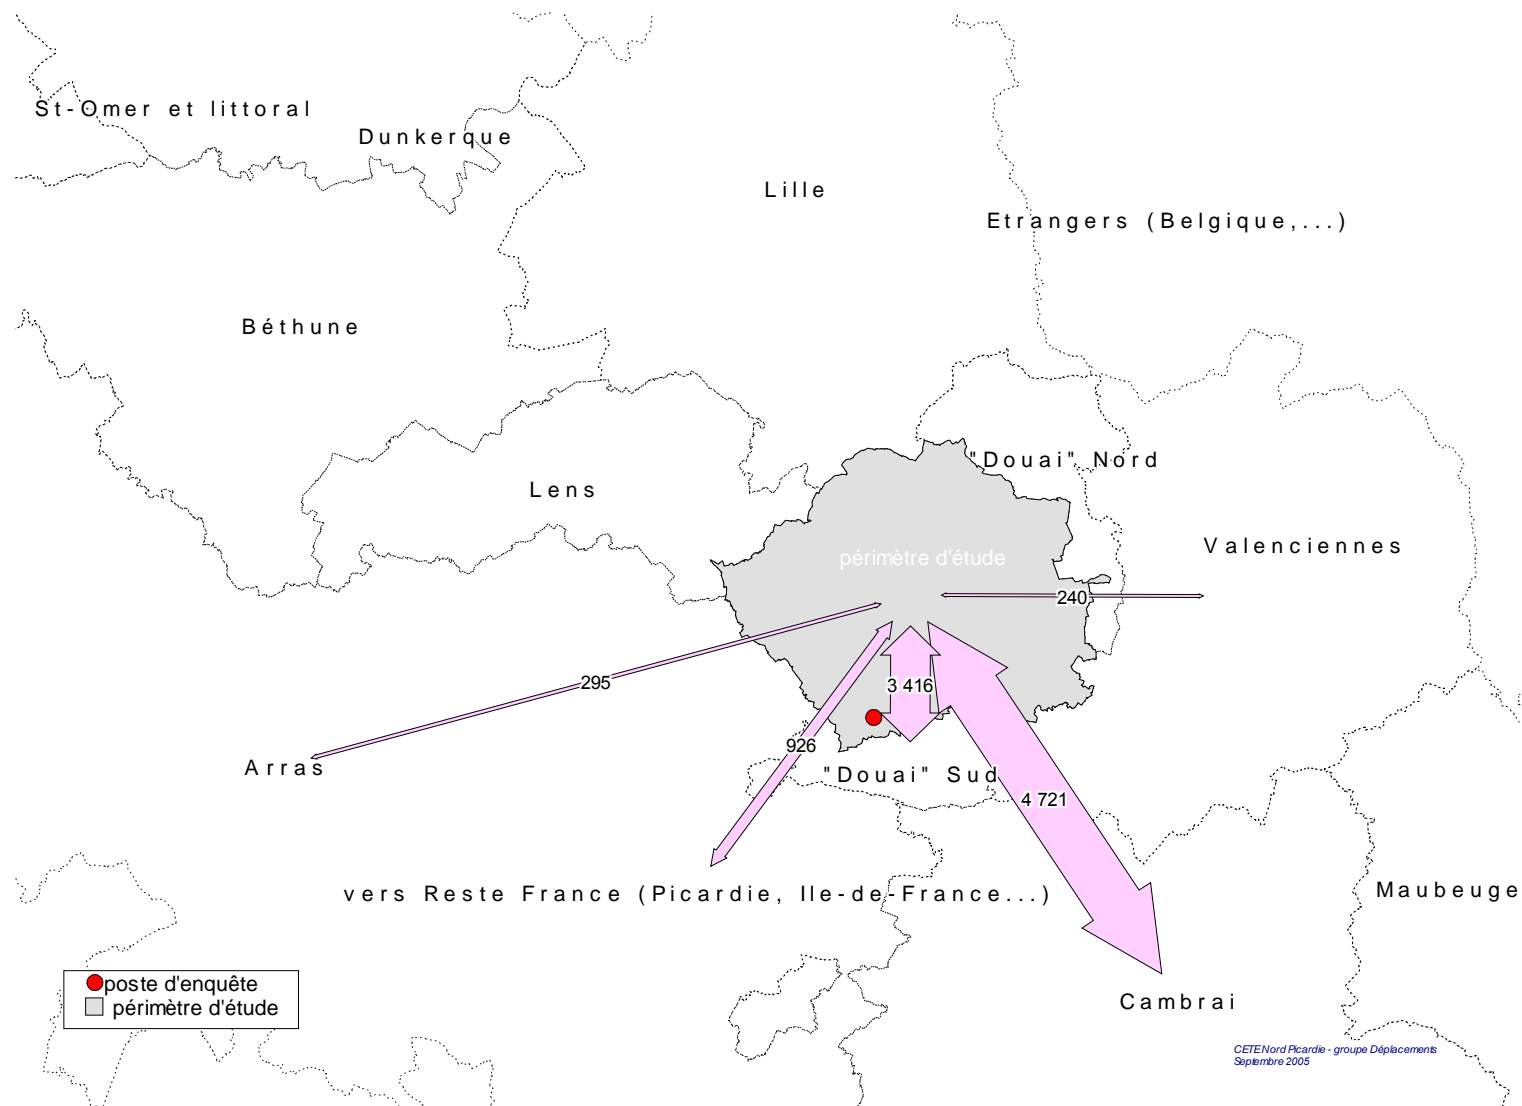 St-Omer et littoral
Dunkerque
Lille
Etrangers (Belgique,...)
Béthune
"Douai" Nord
Lens
Valenciennes
périmètre d'étude
240
295
3 416
926
Arras
"Douai" Sud
4 721
vers Reste France (Picardie, Ile-de-France...)
Maubeuge
poste d'enquête
périmètre d'étude
Cambrai
CETE Nord Picardie - groupe Déplacements
Septembre 2005